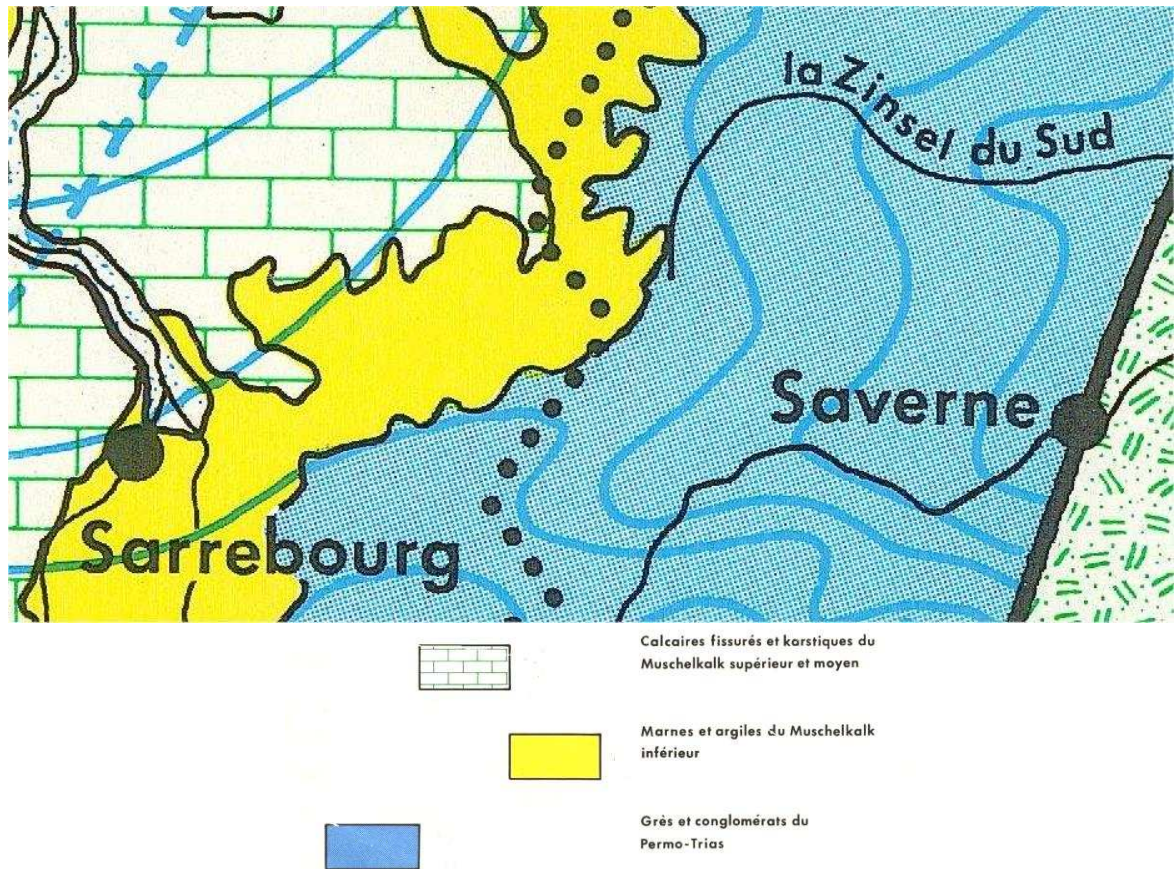 la Zinsel du Sud
Saverne
Sarrebourg
Calcaires fissurés et karstiques du
Muschelkalk supérieur et moyen
Marnes et argiles du Muschelkalk
inférieur
Grès et conglomérats du
Permo-Trias